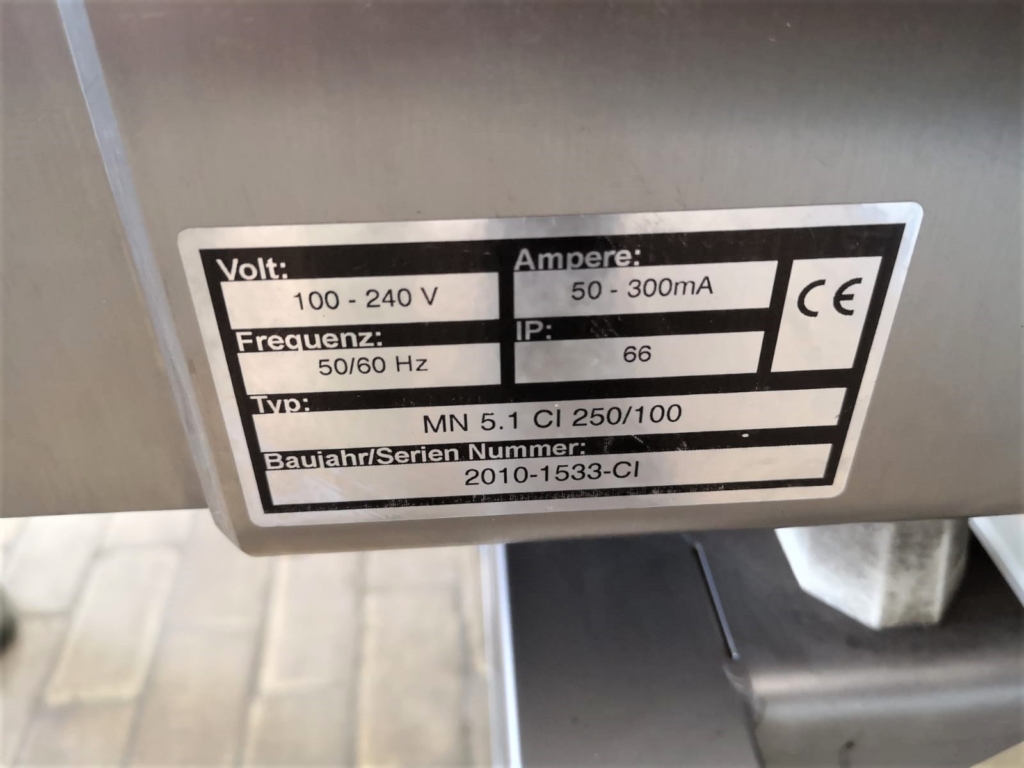 Volt:
100 - 240 V
Ampere:
50 - 300mA
CE
Frequenz:
50/60 Hz
IP:
66
Typ:
MN 5.1 CI 250/100
Baujahr/Serien Nummer:
2010-1533-CI